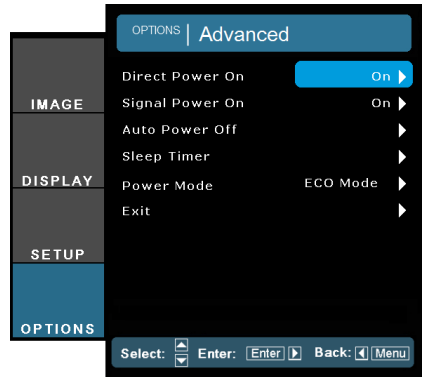 OPTIONS | Advanced
Direct Power On On
Signal Power On On
Auto Power Off
Sleep Timer
Power Mode ECO Mode
Exit
IMAGE
DISPLAY
SETUP
OPTIONS
Select: Enter: Enter Back: Menu